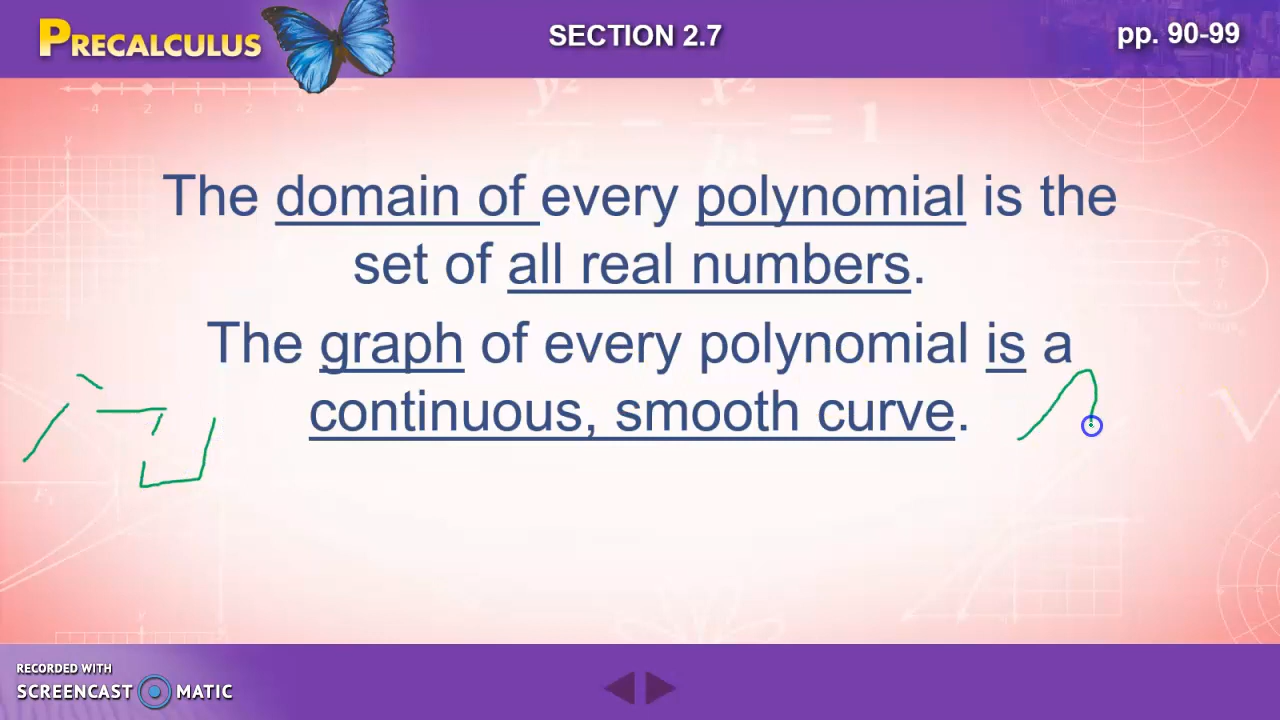 PRECALCULUS
SECTION 2.7
pp. 90-99
The domain of every polynomial is the
set of all real numbers.
The graph of every polynomial is a
continuous, smooth curve.
RECORDED WITH
SCREENCAST MATIC